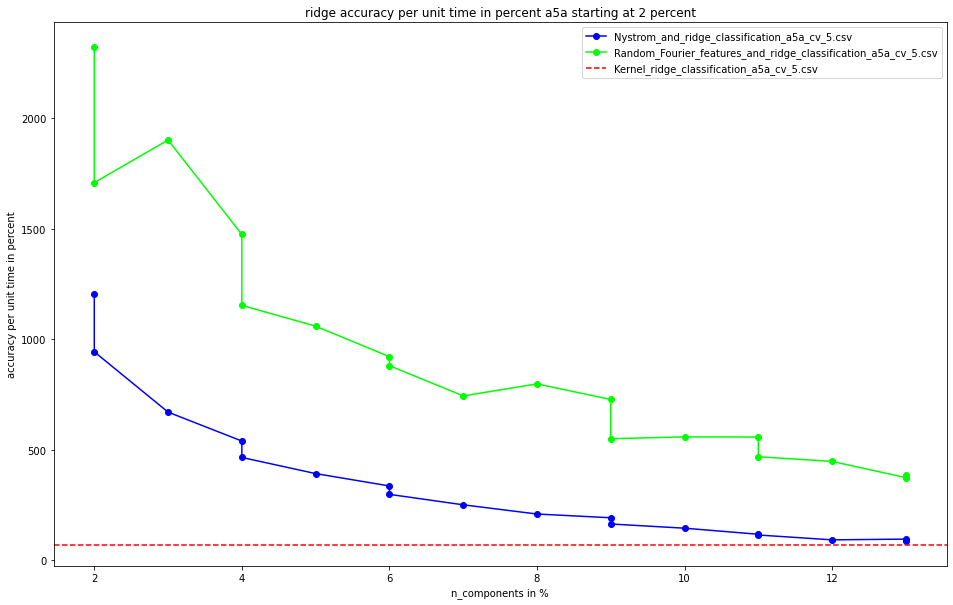 ridge accuracy per unit time in percent a5a starting at 2 percent
Nystrom_and_ridge_classification_a5a_cv_5.csv
Random_Fourier_features_and_ridge_classification_a5a_cv_5.csv
Kernel_ridge_classification_a5a_cv_5.csv
accuracy per unit time in percent
2000
1500
1000
500
0
2 4 6 8 10 12
n_components in %